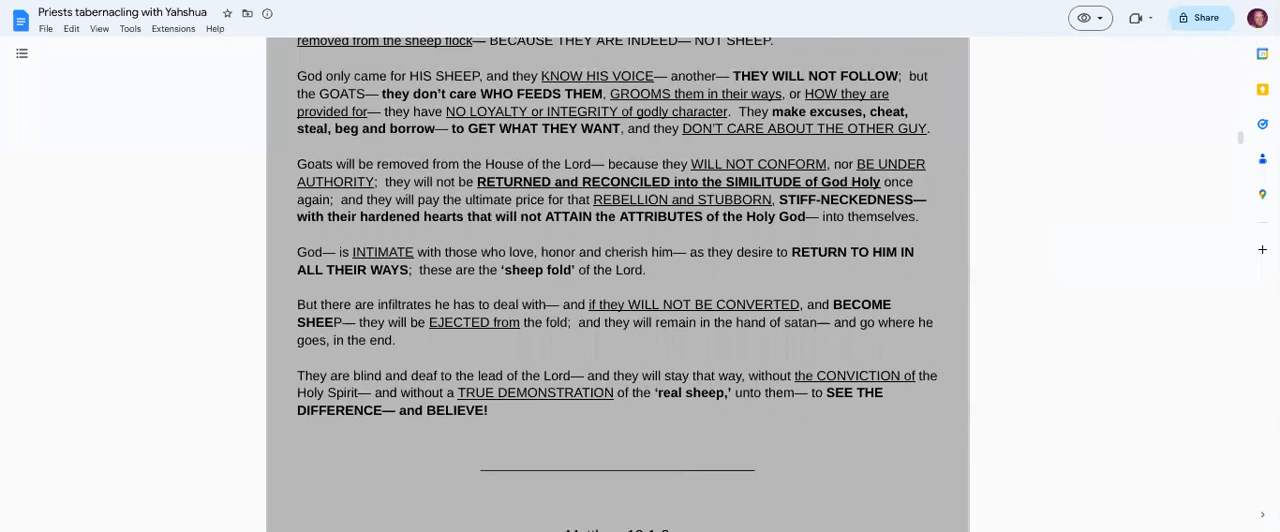 Priests tabernacling with Yahshua
File Edit View Tools Extensions Help
Share
removed from the sheep flock— BECAUSE THEY ARE INDEED— NOT SHEEP.
God only came for HIS SHEEP, and they KNOW HIS VOICE— another— THEY WILL NOT FOLLOW; but
the GOATS— they don't care WHO FEEDS THEM, GROOMS them in their ways, or HOW they are
provided for— they have NO LOYALTY or INTEGRITY of godly character. They make excuses, cheat,
steal, beg and borrow— to GET WHAT THEY WANT, and they DON'T CARE ABOUT THE OTHER GUY.
Goats will be removed from the House of the Lord— because they WILL NOT CONFORM, nor BE UNDER
AUTHORITY; they will not be RETURNED and RECONCILED into the SIMILITUDE of God Holy once
again; and they will pay the ultimate price for that REBELLION and STUBBORN, STIFF-NECKEDNESS—
with their hardened hearts that will not ATTAIN the ATTRIBUTES of the Holy God— into themselves.
God— is INTIMATE with those who love, honor and cherish him— as they desire to RETURN TO HIM IN
ALL THEIR WAYS; these are the 'sheep fold' of the Lord.
But there are infiltrates he has to deal with— and if they WILL NOT BE CONVERTED, and BECOME
SHEEP— they will be EJECTED from the fold; and they will remain in the hand of satan— and go where he
goes, in the end.
They are blind and deaf to the lead of the Lord— and they will stay that way, without the CONVICTION of the
Holy Spirit— and without a TRUE DEMONSTRATION of the 'real sheep,' unto them— to SEE THE
DIFFERENCE— and BELIEVE!